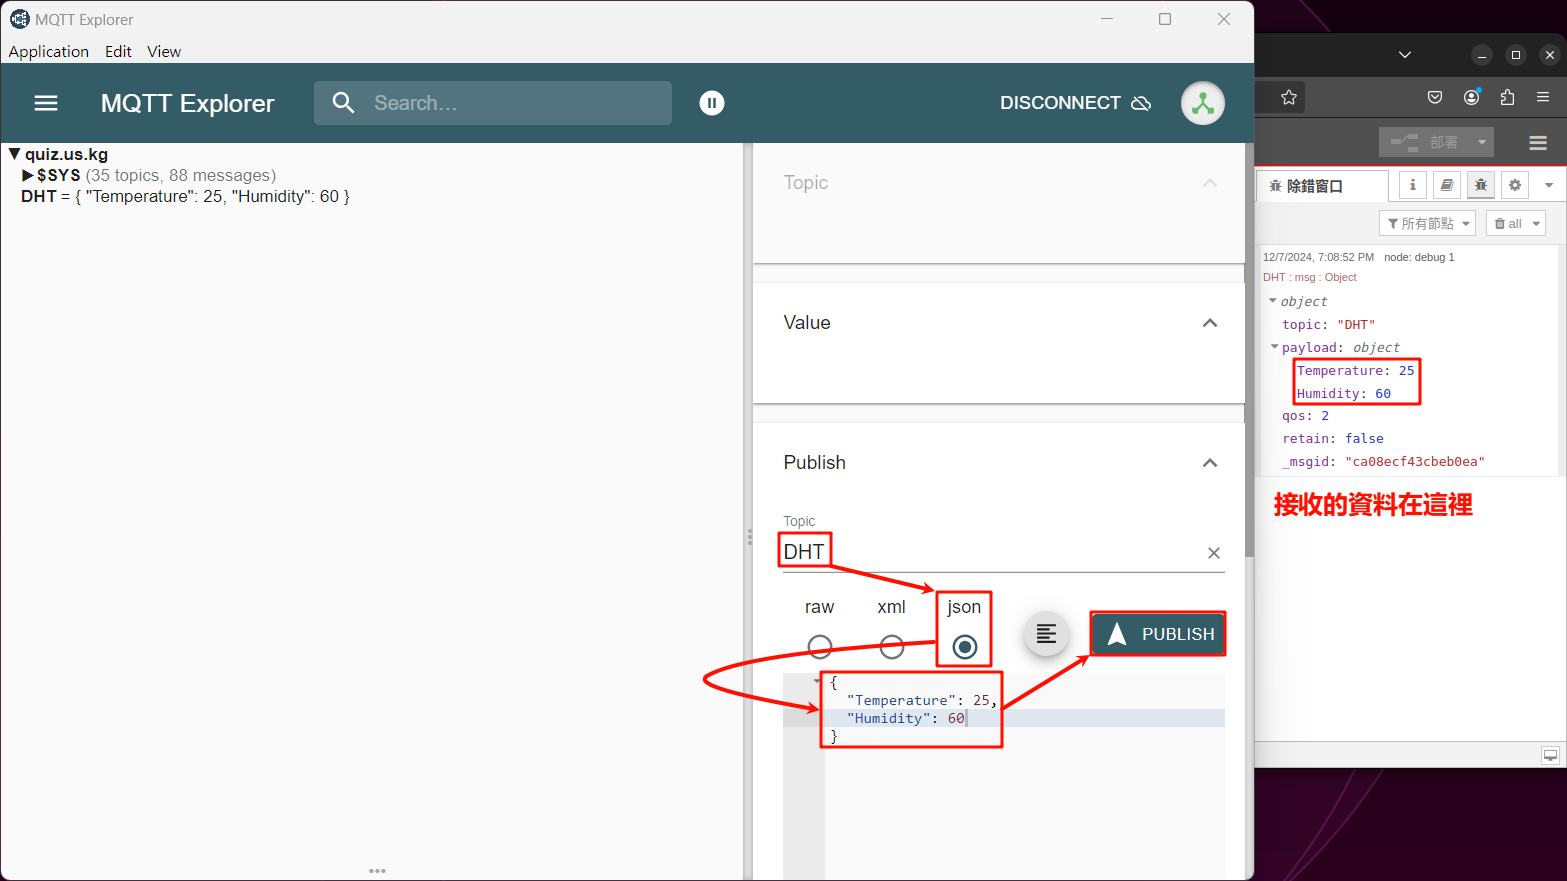 MQTT Explorer
Application Edit View
MQTT Explorer
Search...
DISCONNECT
▼ quiz.us.kg
▶ $SYS (35 topics, 88 messages)
DHT = { "Temperature": 25, "Humidity": 60 }
Topic
Value
Publish
Topic
DHT
raw xml json
PUBLISH
{
"Temperature": 25,
"Humidity": 60
}
部署
除錯窗口
所有節點 all
12/7/2024, 7:08:52 PM node: debug 1
DHT : msg : Object
object
topic: "DHT"
payload: object
Temperature: 25
Humidity: 60
qos: 2
retain: false
_msgid: "ca08ecf43cbeb0ea"
接收的資料在這裡